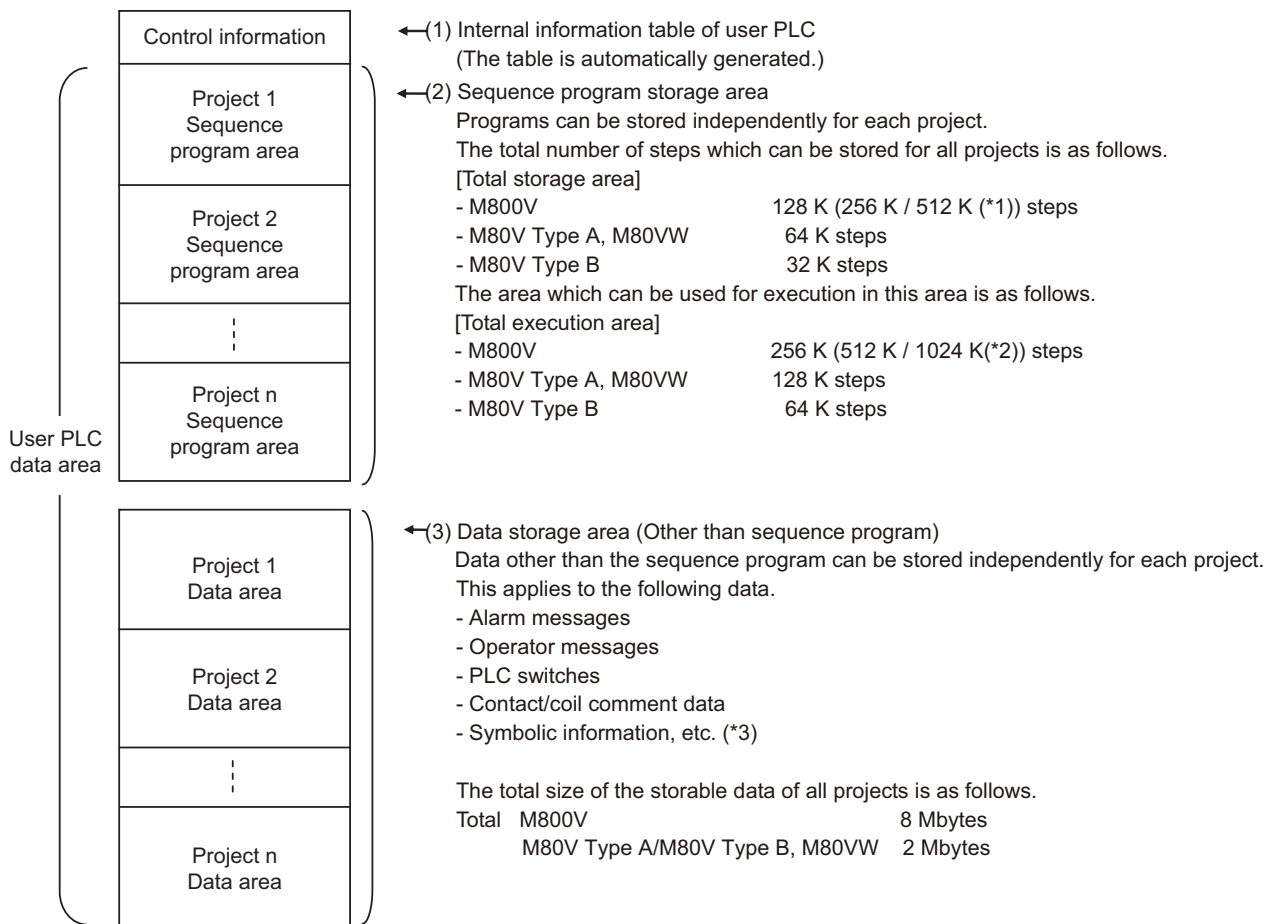 Control information
Project 1
Sequence
program area
Project 2
Sequence
program area
Project n
Sequence
program area
User PLC
data area
Project 1
Data area
Project 2
Data area
Project n
Data area
(1) Internal information table of user PLC
(The table is automatically generated.)
(2) Sequence program storage area
Programs can be stored independently for each project.
The total number of steps which can be stored for all projects is as follows.
[Total storage area]
- M800V 128 K (256 K / 512 K (*1)) steps
- M80V Type A, M80VW 64 K steps
- M80V Type B 32 K steps
The area which can be used for execution in this area is as follows.
[Total execution area]
- M800V 256 K (512 K / 1024 K(*2)) steps
- M80V Type A, M80VW 128 K steps
- M80V Type B 64 K steps
(3) Data storage area (Other than sequence program)
Data other than the sequence program can be stored independently for each project.
This applies to the following data.
- Alarm messages
- Operator messages
- PLC switches
- Contact/coil comment data
- Symbolic information, etc. (*3)
The total size of the storable data of all projects is as follows.
Total M800V 8 Mbytes
M80V Type A/M80V Type B, M80VW 2 Mbytes